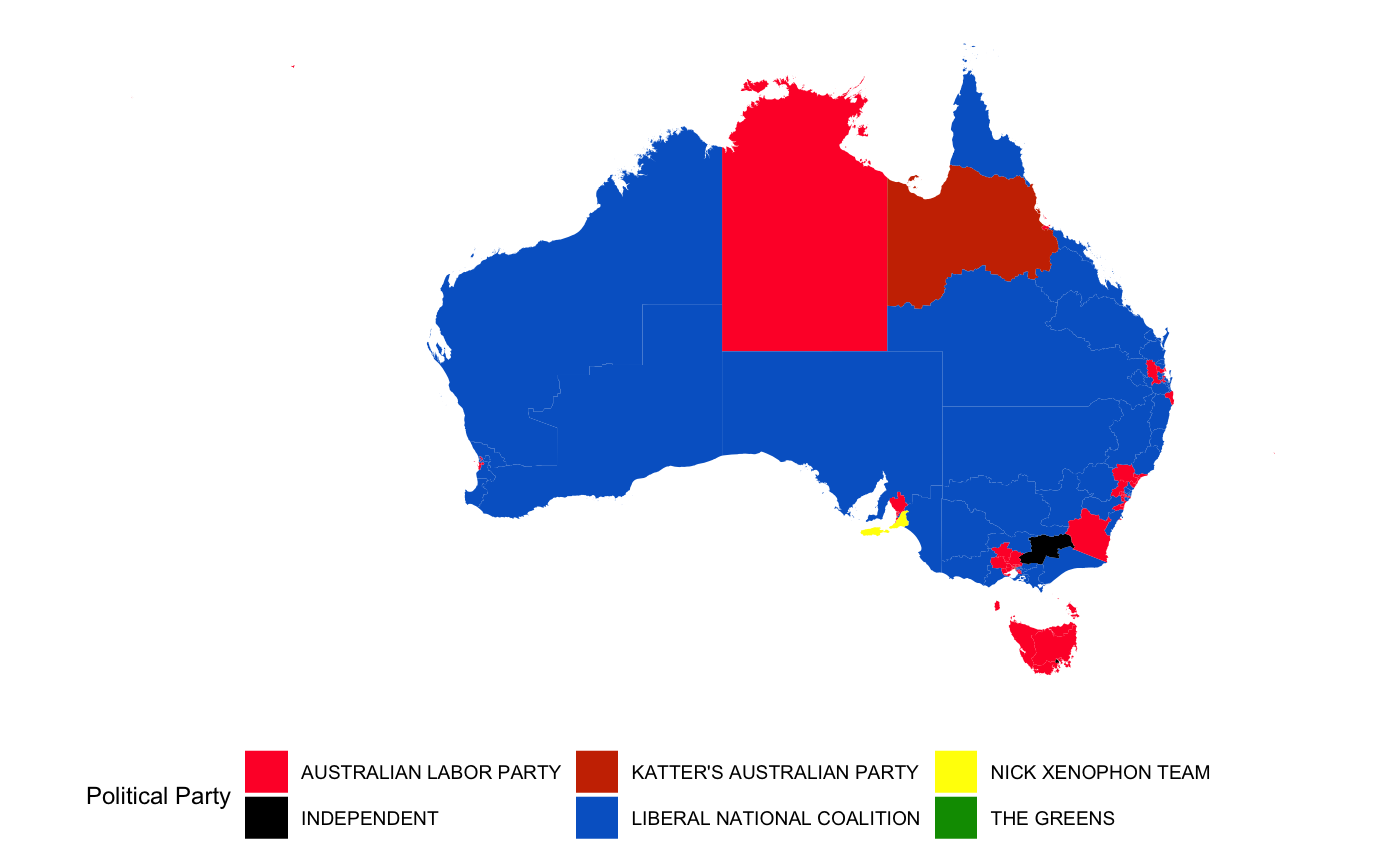 Political Party
AUSTRALIAN LABOR PARTY
KATTER'S AUSTRALIAN PARTY
NICK XENOPHON TEAM
INDEPENDENT
LIBERAL NATIONAL COALITION
THE GREENS